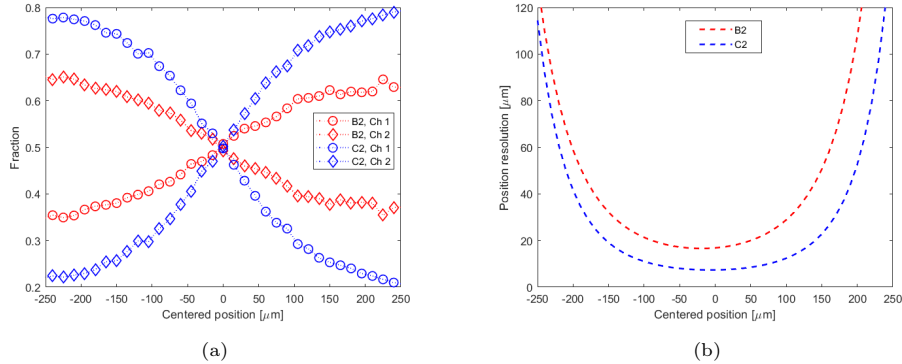 0.8
0.7
0.6
0.5
0.4
0.3
0.2
Fraction
B2, Ch 1
B2, Ch 2
C2, Ch 1
C2, Ch 2
-250 -200 -150 -100 -50 0 50 100 150 200 250
Centered position [μm]
(a)
120
100
80
60
40
20
0
Position resolution [μm]
B2
C2
-250 -200 -150 -100 -50 0 50 100 150 200 250
Centered position [μm]
(b)